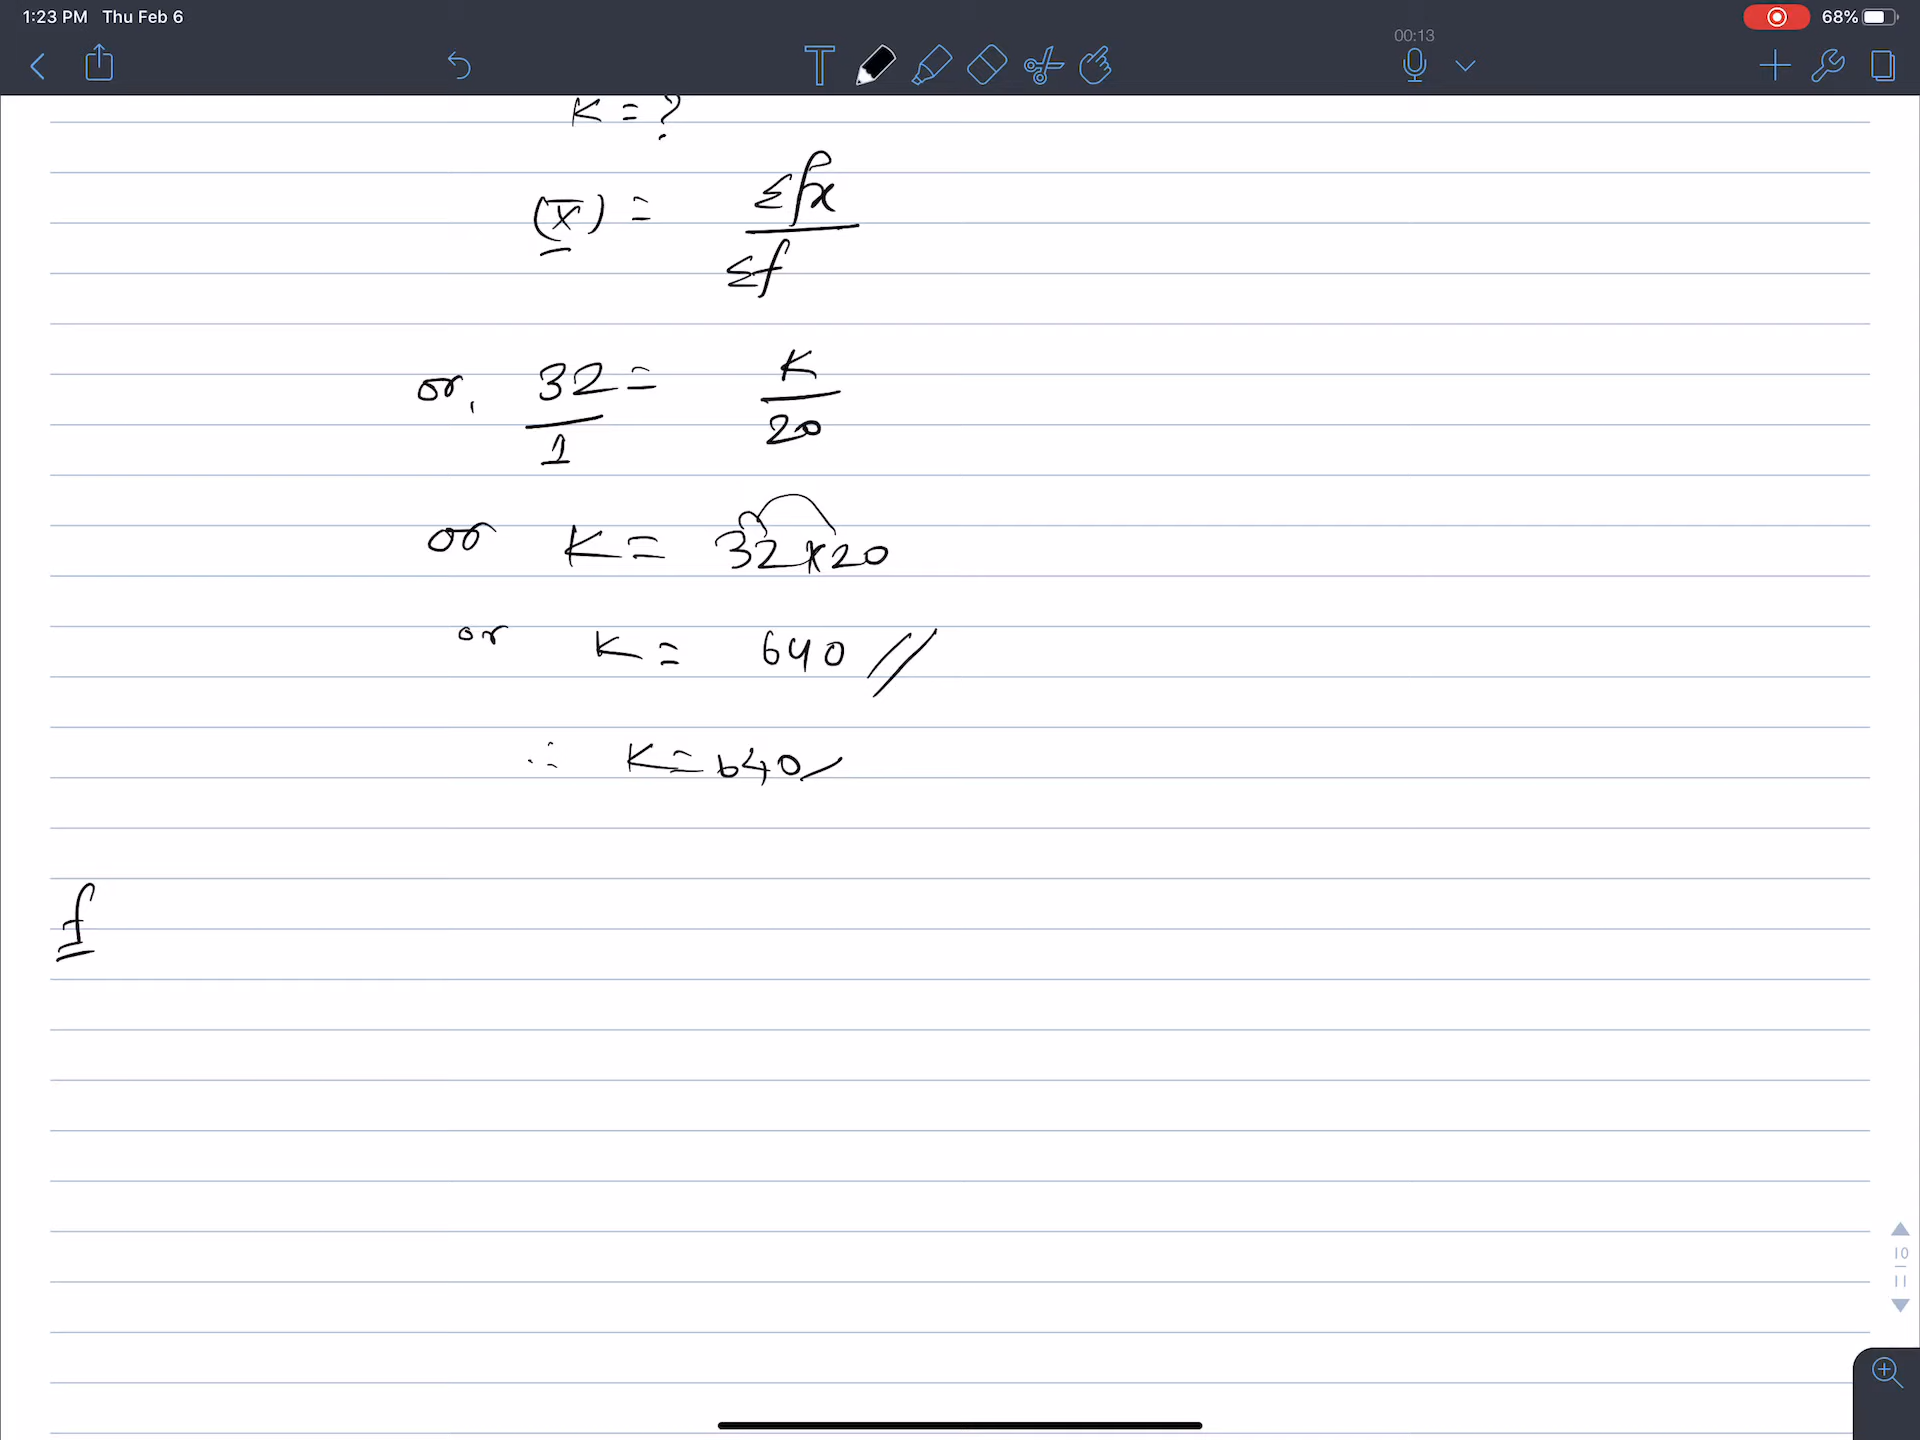 1:23 PM Thu Feb 6
68%
00:13
K = ?
(x̄) = Σfx / Σf
or, 32/1 = K/20
or K = 32×20
or K = 640 //
∴ K = 640
f
10
11